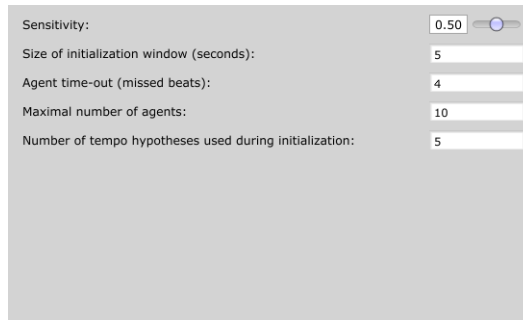 Sensitivity: 0.50
Size of initialization window (seconds): 5
Agent time-out (missed beats): 4
Maximal number of agents: 10
Number of tempo hypotheses used during initialization: 5